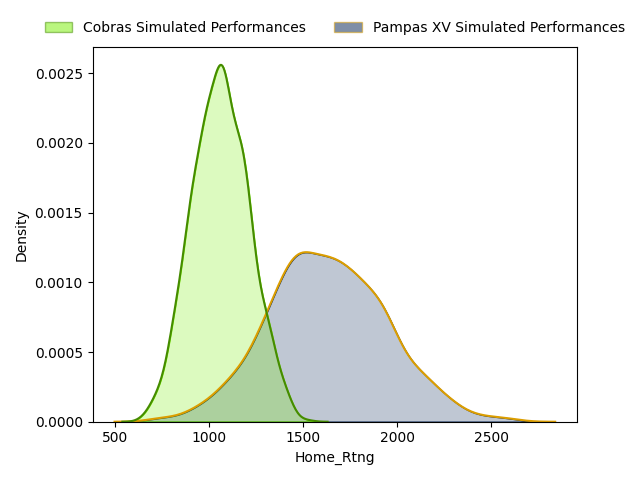 Cobras Simulated Performances
Pampas XV Simulated Performances
0.0025
0.0020
0.0015
0.0010
0.0005
0.0000
Density
500
1000
1500
2000
2500
Home_Rtng